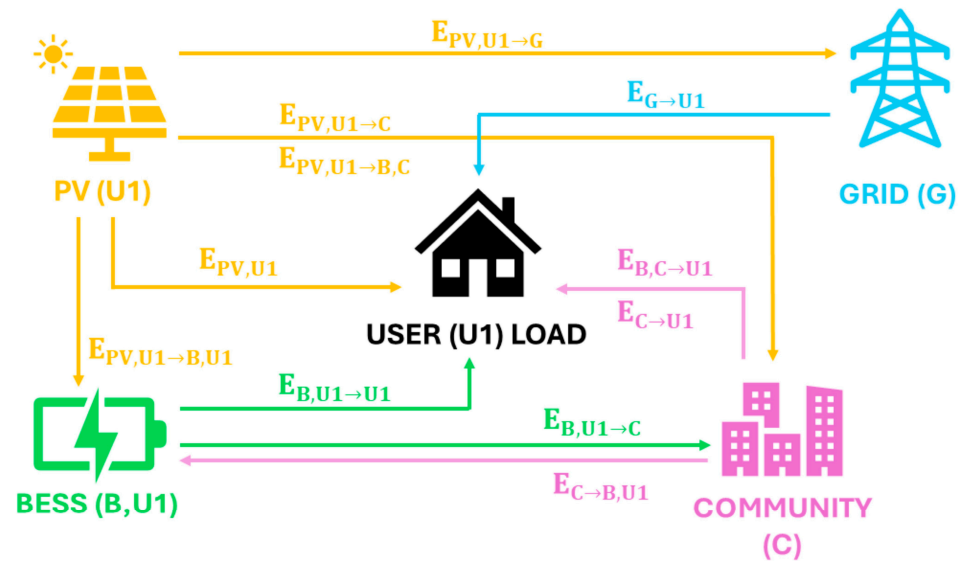 E_PV,U1→G
E_G→U1
E_PV,U1→C
E_PV,U1→B,C
PV (U1)
GRID (G)
E_PV,U1
E_B,C→U1
E_C→U1
USER (U1) LOAD
E_PV,U1→B,U1
E_B,U1→U1
E_B,U1→C
E_C→B,U1
BESS (B,U1)
COMMUNITY
(C)